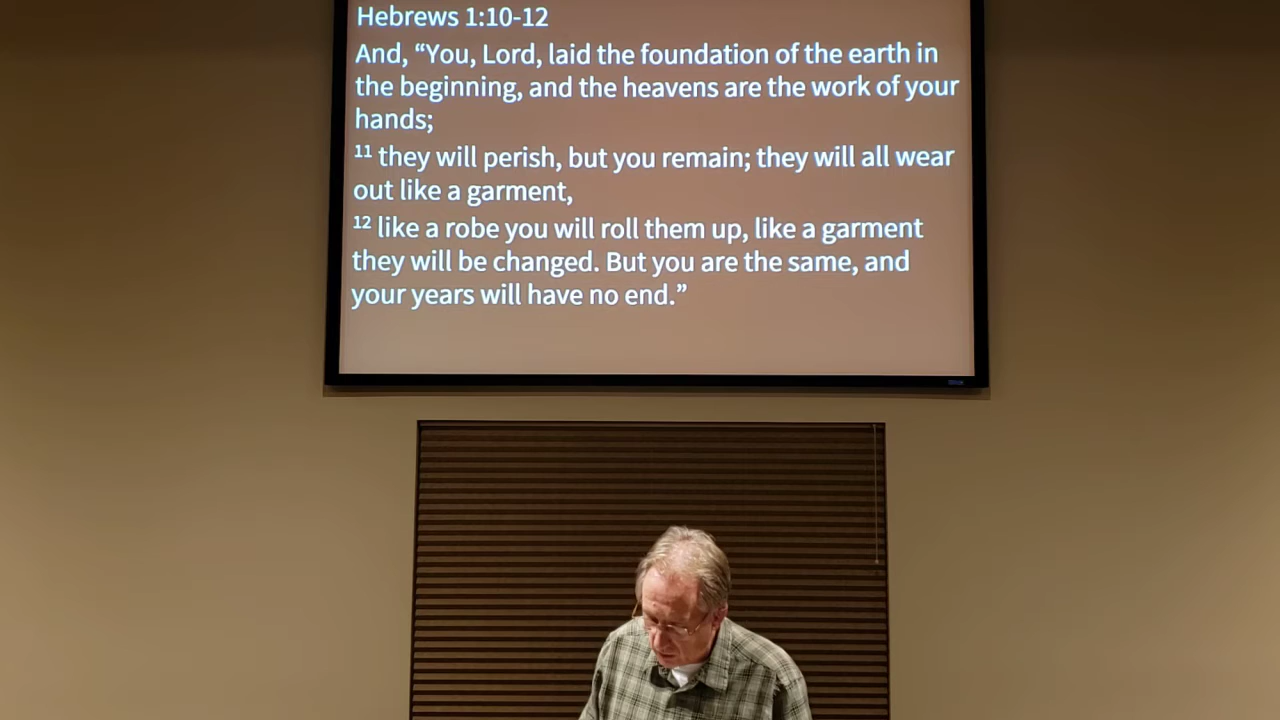 Hebrews 1:10-12
And, “You, Lord, laid the foundation of the earth in
the beginning, and the heavens are the work of your
hands;
¹¹ they will perish, but you remain; they will all wear
out like a garment,
¹² like a robe you will roll them up, like a garment
they will be changed. But you are the same, and
your years will have no end.”